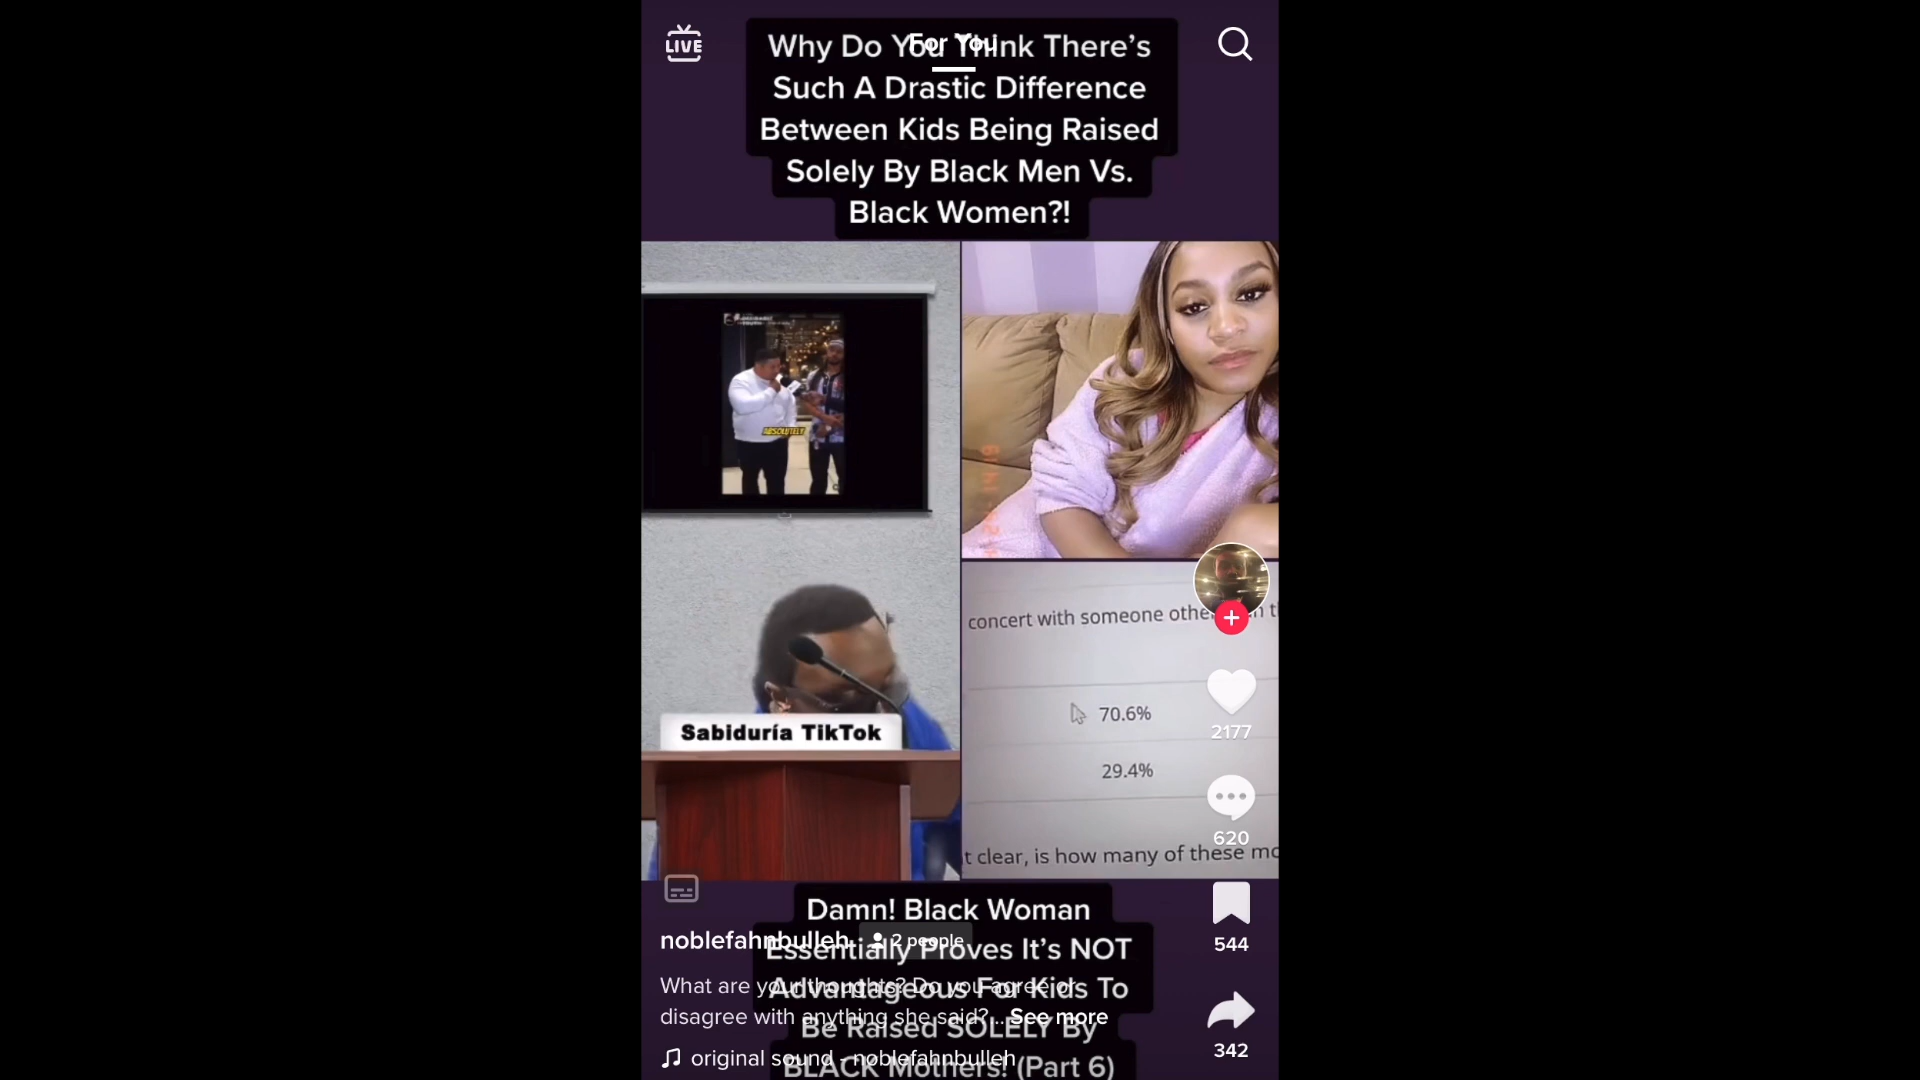 LIVE
For You
Why Do You Think There's
Such A Drastic Difference
Between Kids Being Raised
Solely By Black Men Vs.
Black Women?!
ABSOLUTELY
Sabiduría TikTok
concert with someone othe
70.6%
29.4%
t clear, is how many of these mo
2177
620
544
342
Damn! Black Woman
Essentially Proves It's NOT
Advantageous For Kids To
Be Raised SOLELY By
BLACK Mothers! (Part 6)
noblefahnbulleh
2 people
What are your thoughts? Do you agree or
disagree with anything she said?... See more
original sound - noblefahnbulleh